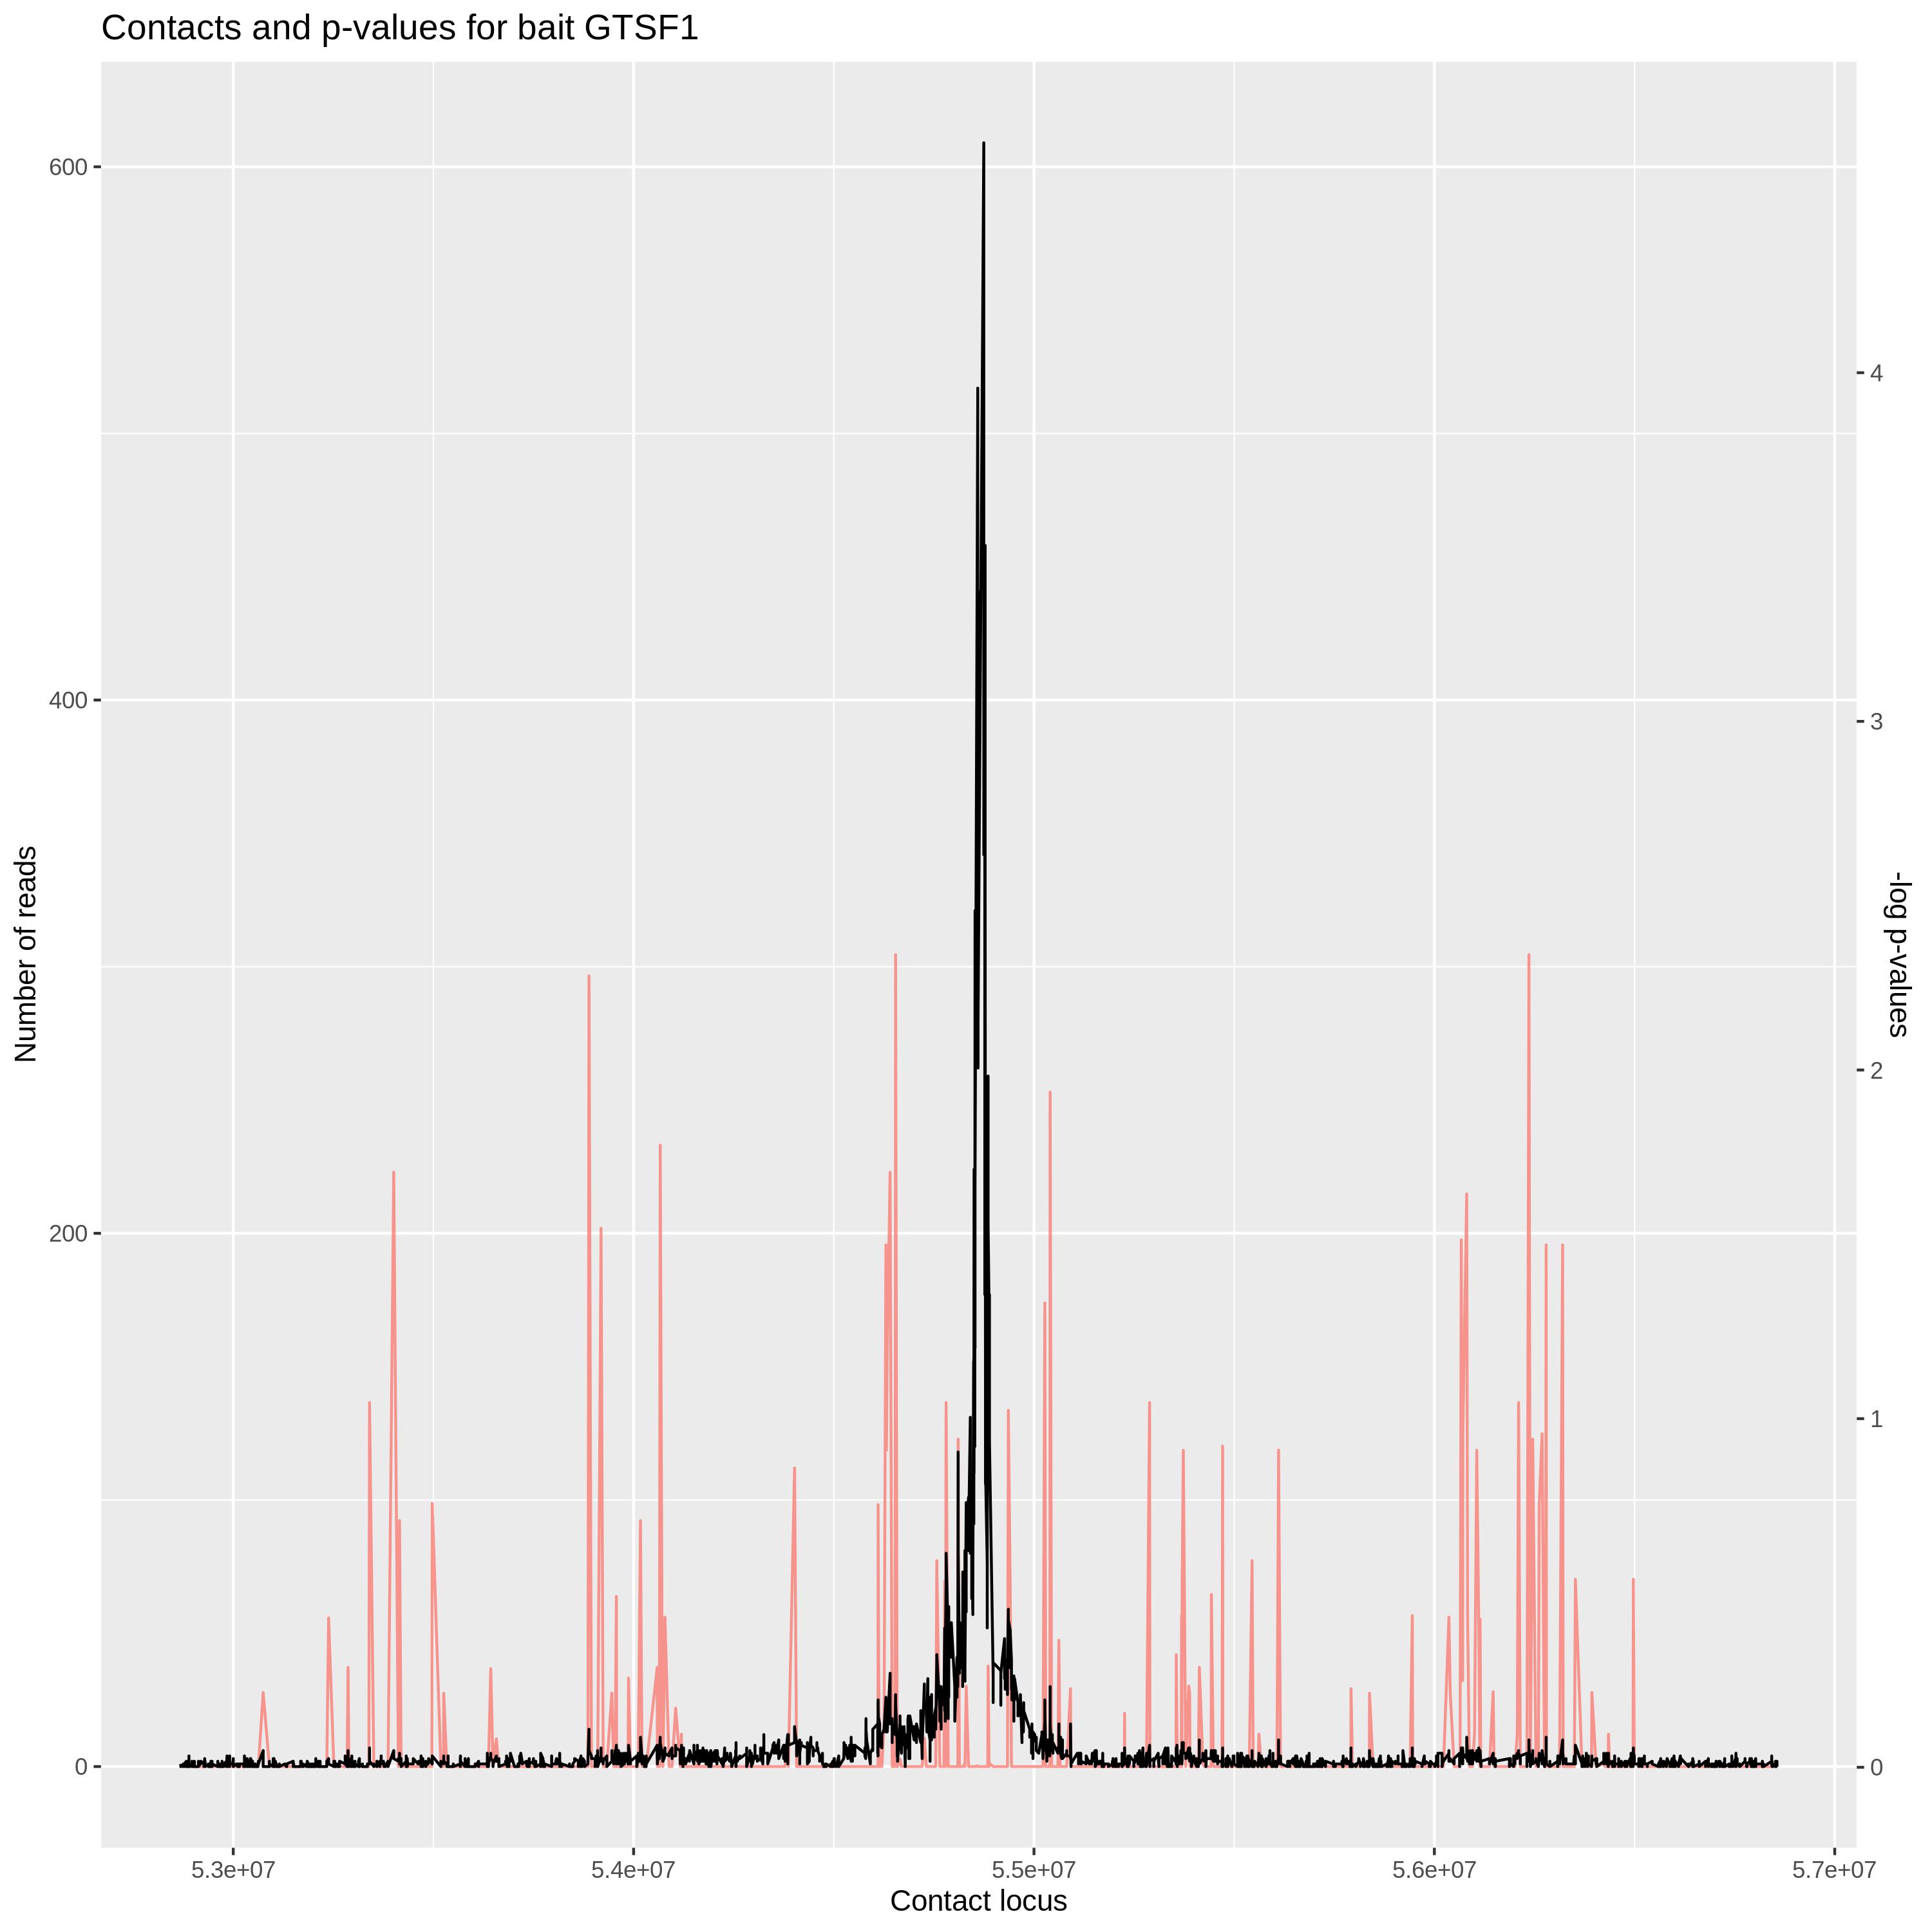 Contacts and p-values for bait GTSF1
600
400
200
0
Number of reads
4
3
2
1
0
-log p-values
5.3e+07 5.4e+07 5.5e+07 5.6e+07 5.7e+07
Contact locus